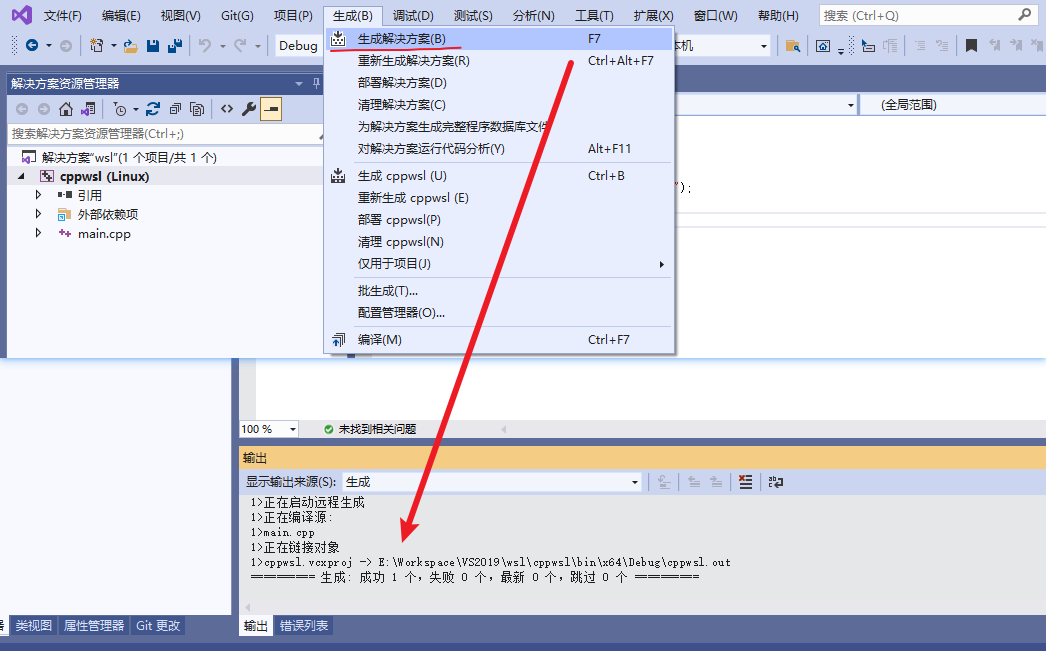 文件(F) 编辑(E) 视图(V) Git(G) 项目(P) 生成(B) 调试(D) 测试(S) 分析(N) 工具(T) 扩展(X) 窗口(W) 帮助(H) 搜索 (Ctrl+Q)
Debug
本机
生成解决方案(B) F7
重新生成解决方案(R) Ctrl+Alt+F7
部署解决方案(D)
清理解决方案(C)
为解决方案生成完整程序数据库文件
对解决方案运行代码分析(Y) Alt+F11
生成 cppwsl (U) Ctrl+B
重新生成 cppwsl (E)
部署 cppwsl(P)
清理 cppwsl(N)
仅用于项目(J)
批生成(T)...
配置管理器(O)...
编译(M) Ctrl+F7
解决方案资源管理器
搜索解决方案资源管理器(Ctrl+;)
解决方案"wsl"(1 个项目/共 1 个)
cppwsl (Linux)
引用
外部依赖项
main.cpp
(全局范围)
");
100 % 未找到相关问题
输出
显示输出来源(S): 生成
1>正在启动远程生成
1>正在编译源:
1>main.cpp
1>正在链接对象
1>cppwsl.vcxproj -> E:\Workspace\VS2019\wsl\cppwsl\bin\x64\Debug\cppwsl.out
========== 生成: 成功 1 个，失败 0 个，最新 0 个，跳过 0 个 ==========
器 类视图 属性管理器 Git 更改 输出 错误列表